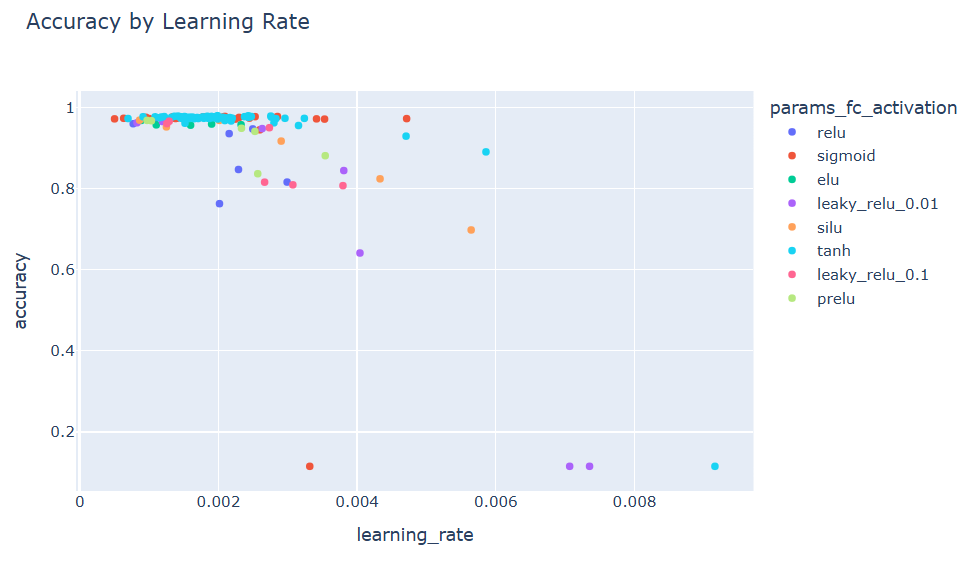 Accuracy by Learning Rate
params_fc_activation
relu
sigmoid
elu
leaky_relu_0.01
silu
tanh
leaky_relu_0.1
prelu
accuracy
1
0.8
0.6
0.4
0.2
0
0.002
0.004
0.006
0.008
learning_rate